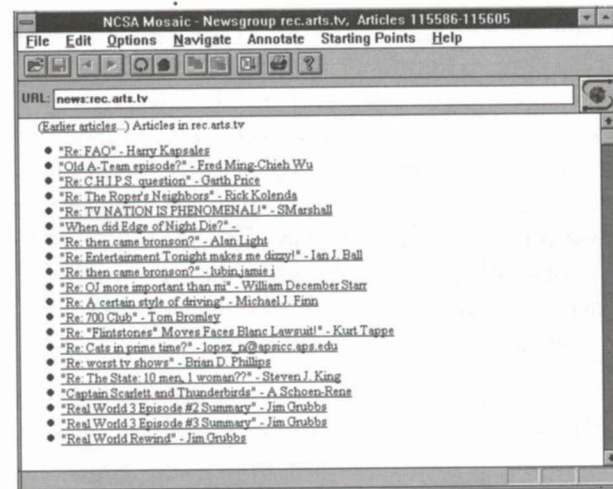 NCSA Mosaic - Newsgroup rec.arts.tv, Articles 115586-115605
File Edit Options Navigate Annotate Starting Points Help
URL: news:rec.arts.tv
(Earlier articles...) Articles in rec.arts.tv
"Re: FAQ" - Harry Kapsales
"Old A-Team episode?" - Fred Ming-Chieh Wu
"Re: C.H.I.P.S. question" - Garth Price
"Re: The Roper's Neighbors" - Rick Kolenda
"Re: TV NATION IS PHENOMENAL!" - SMarshall
"When did Edge of Night Die?" -
"Re: then came bronson?" - Alan Light
"Re: Entertainment Tonight makes me dizzy!" - Ian J. Ball
"Re: then came bronson?" - lubin,jamie i
"Re: OJ more important than mi" - William December Starr
"Re: A certain style of driving" - Michael J. Finn
"Re: 700 Club" - Tom Bromley
"Re: "Flintstones" Moves Faces Blanc Lawsuit!" - Kurt Tappe
"Re: Cats in prime time?" - lopez_n@apsicc.aps.edu
"Re: worst tv shows" - Brian D. Phillips
"Re: The State: 10 men, 1 woman??" - Steven J. King
"Captain Scarlett and Thunderbirds" - A Schoen-Rene
"Real World 3 Episode #2 Summary" - Jim Grubbs
"Real World 3 Episode #3 Summary" - Jim Grubbs
"Real World Rewind" - Jim Grubbs